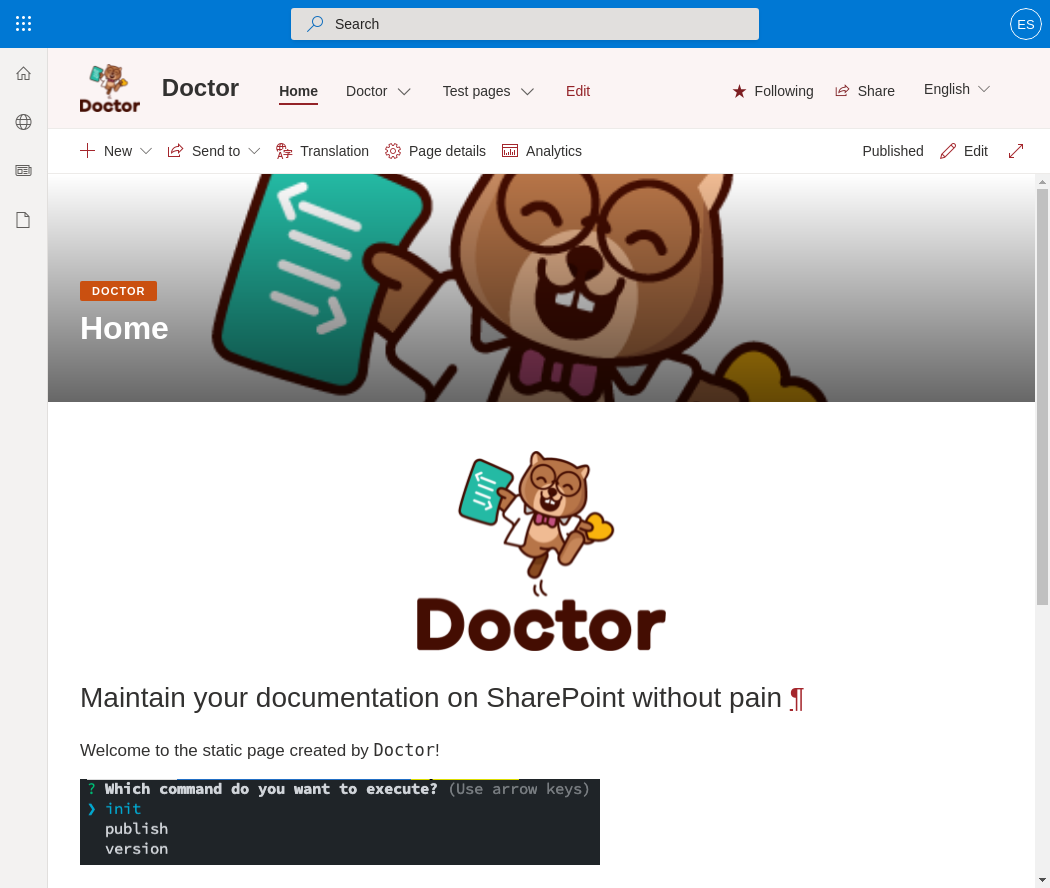 Search
ES
Doctor
Doctor
Home
Doctor
Test pages
Edit
Following
Share
English
New
Send to
Translation
Page details
Analytics
Published
Edit
DOCTOR
Home
Doctor
Maintain your documentation on SharePoint without pain ¶
Welcome to the static page created by Doctor!
? Which command do you want to execute? (Use arrow keys)
❯ init
publish
version